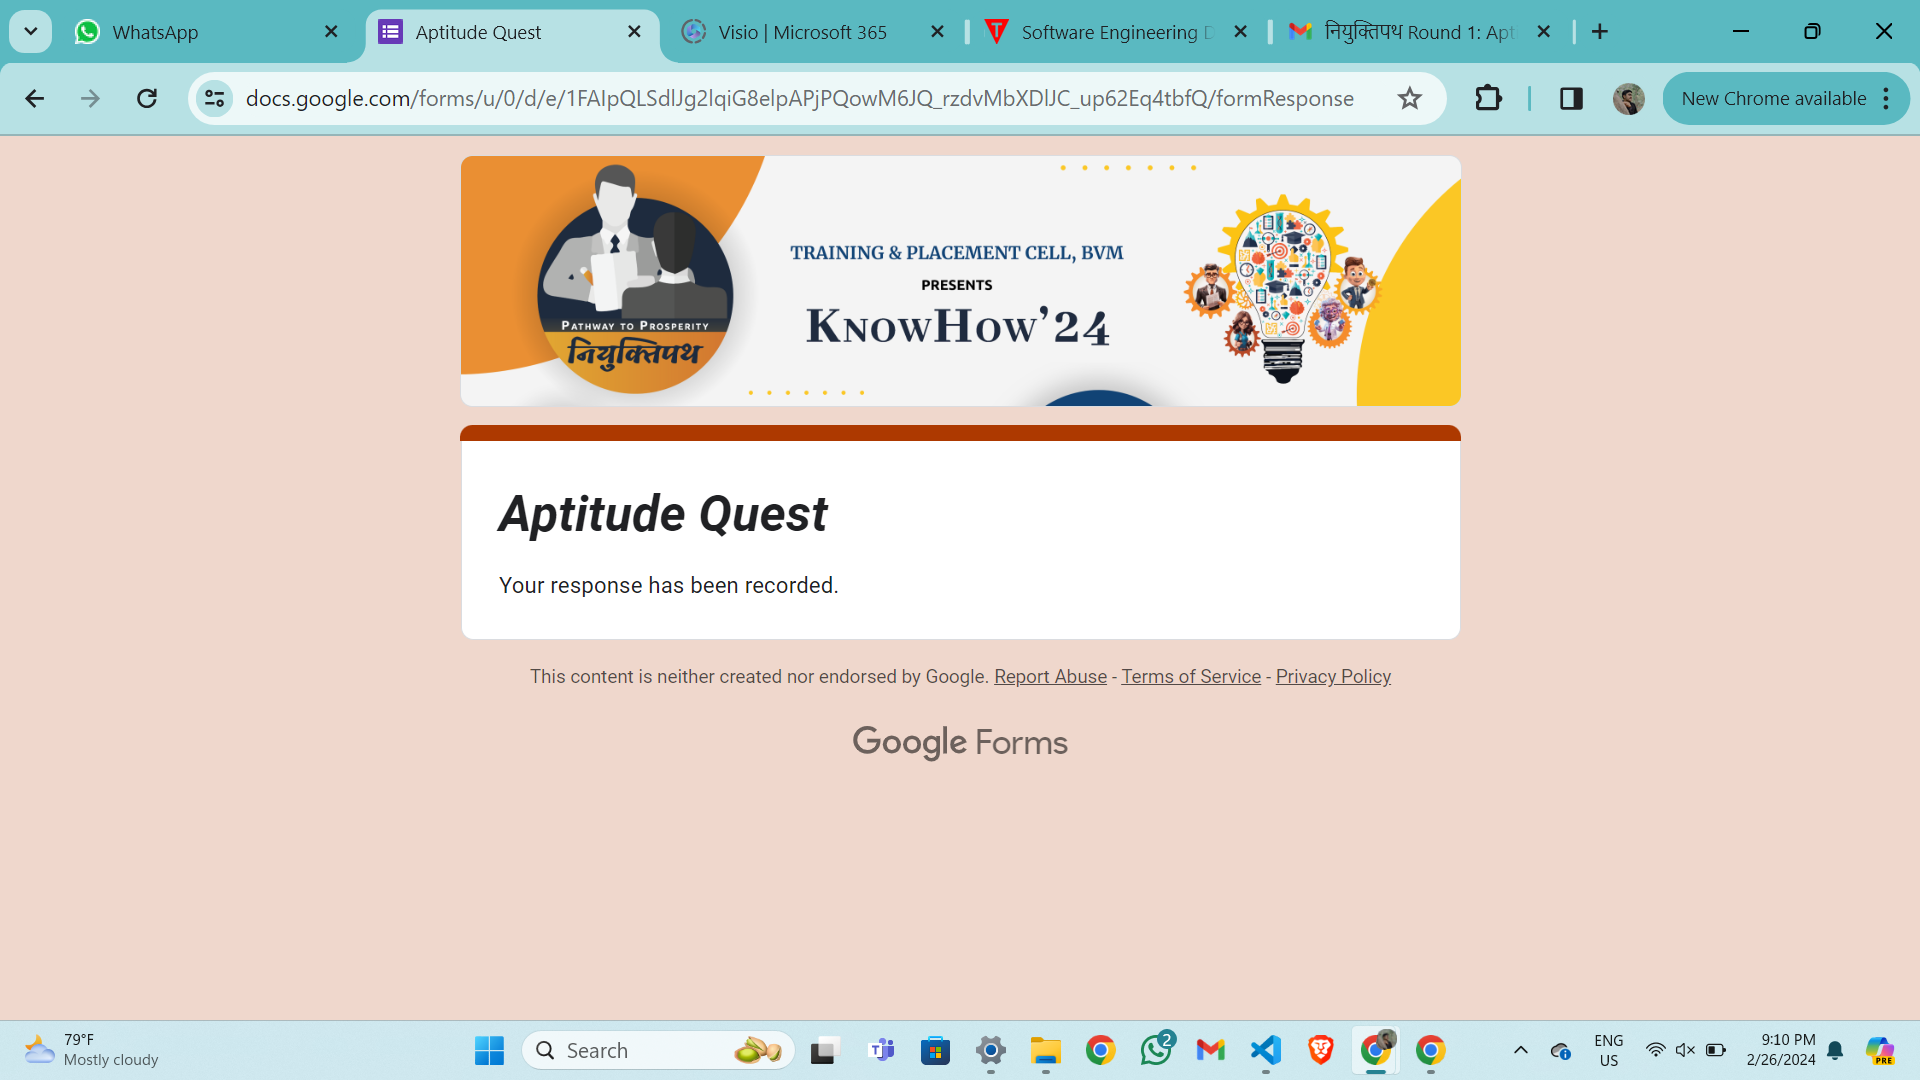 WhatsApp
Aptitude Quest
Visio | Microsoft 365
Software Engineering D
नियुक्तिपथ Round 1: Apt
docs.google.com/forms/u/0/d/e/1FAIpQLSdlJg2lqiG8elpAPjPQowM6JQ_rzdvMbXDlJC_up62Eq4tbfQ/formResponse
New Chrome available
TRAINING & PLACEMENT CELL, BVM
PRESENTS
KNOWHOW'24
PATHWAY TO PROSPERITY
नियुक्तिपथ
Aptitude Quest
Your response has been recorded.
This content is neither created nor endorsed by Google. Report Abuse - Terms of Service - Privacy Policy
Google Forms
79°F
Mostly cloudy
Search
2
ENG
US
9:10 PM
2/26/2024
PRE